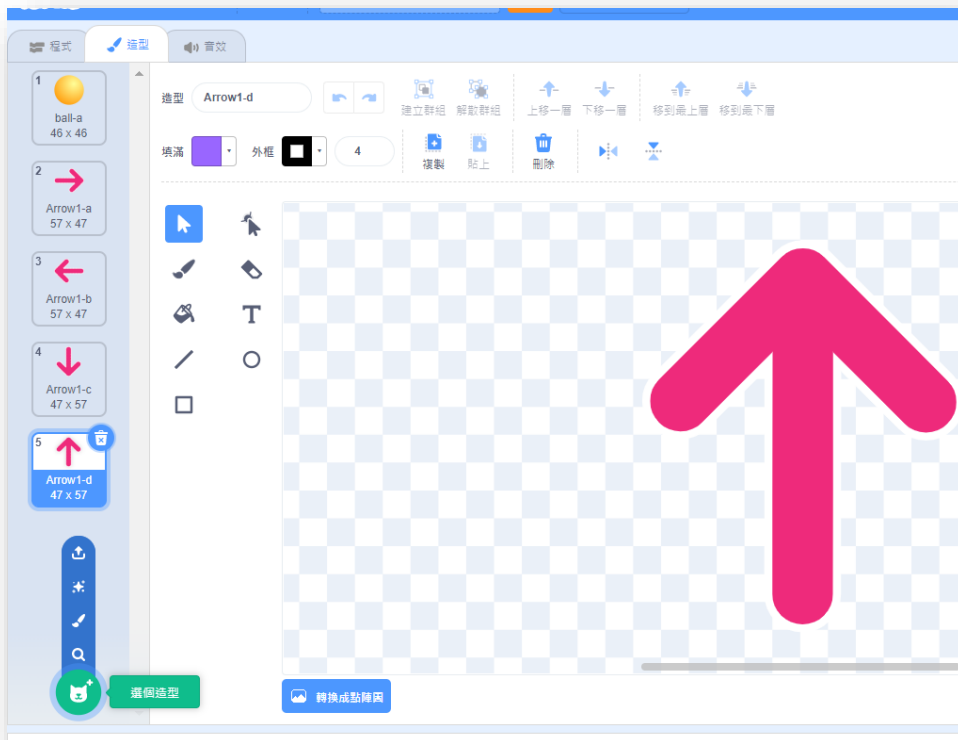 程式
造型
音效
1
ball-a
46 x 46
2
Arrow1-a
57 x 47
3
Arrow1-b
57 x 47
4
Arrow1-c
47 x 57
5
Arrow1-d
47 x 57
選個造型
造型 Arrow1-d
建立群組 解散群組 上移一層 下移一層 移到最上層 移到最下層
填滿 外框 4
複製 貼上 刪除
T
轉換成點陣圖